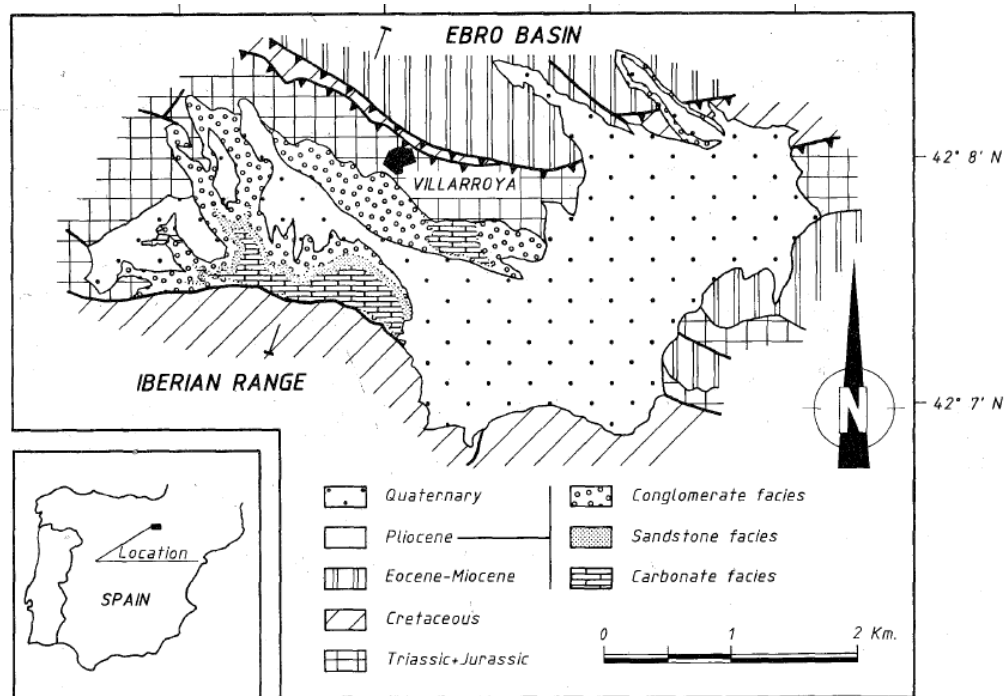 EBRO BASIN
42° 8' N
VILLARROYA
IBERIAN RANGE
42° 7' N
N
Quaternary
Conglomerate facies
Pliocene
Sandstone facies
Eocene-Miocene
Carbonate facies
Cretaceous
Triassic+Jurassic
0 1 2 Km.
Location
SPAIN